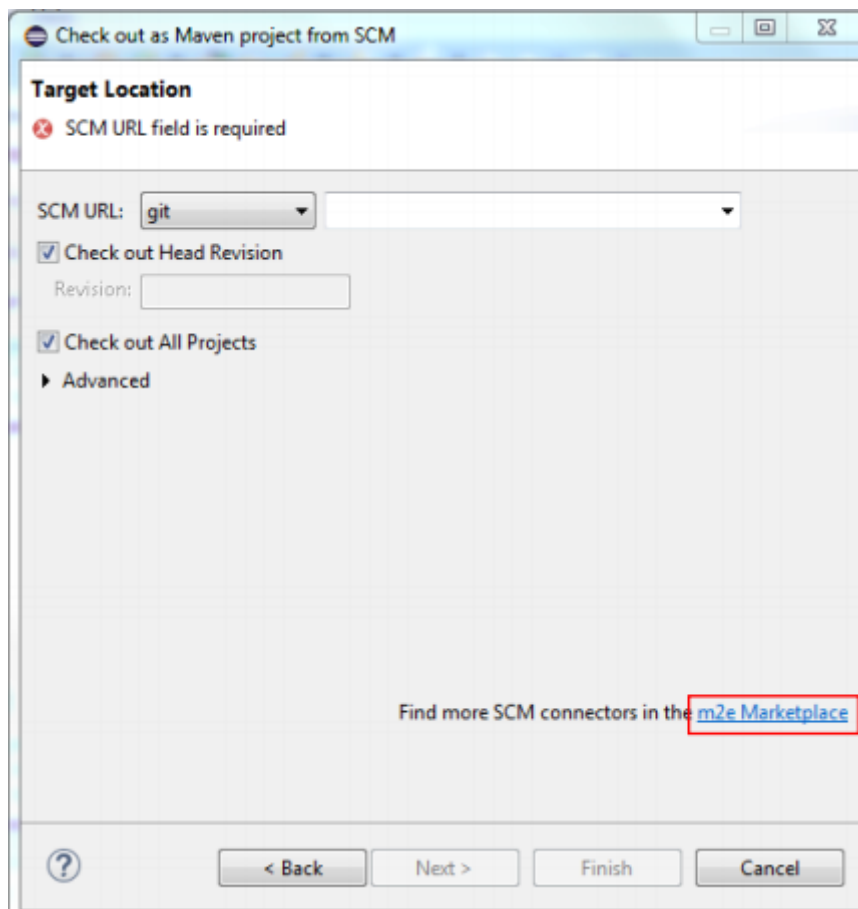 Check out as Maven project from SCM
Target Location
SCM URL field is required
SCM URL: git
Check out Head Revision
Revision:
Check out All Projects
Advanced
Find more SCM connectors in the m2e Marketplace
? < Back Next > Finish Cancel